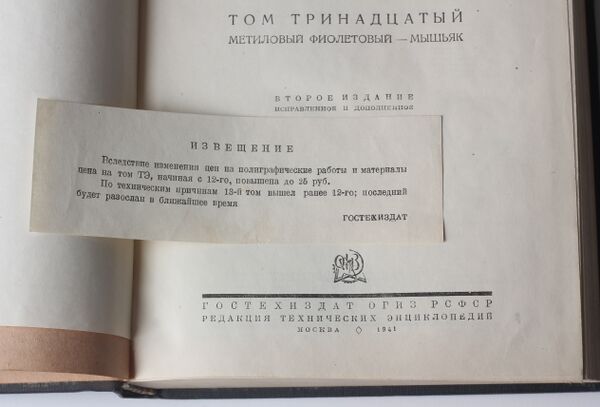 ТОМ ТРИНАДЦАТЫЙ
МЕТИЛОВЫЙ ФИОЛЕТОВЫЙ — МЫШЬЯК
ВТОРОЕ ИЗДАНИЕ
ИСПРАВЛЕННОЕ И ДОПОЛНЕННОЕ
ИЗВЕЩЕНИЕ
Вследствие изменения цен на полиграфические работы и материалы
цена на том ТЭ, начиная с 12-го, повышена до 25 руб.
По техническим причинам 13-й том вышел ранее 12-го; последний
будет разослан в ближайшее время
ГОСТЕХИЗДАТ
ГОСТЕХИЗДАТ ОГИЗ РСФСР
РЕДАКЦИЯ ТЕХНИЧЕСКИХ ЭНЦИКЛОПЕДИЙ
МОСКВА ◇ 1941